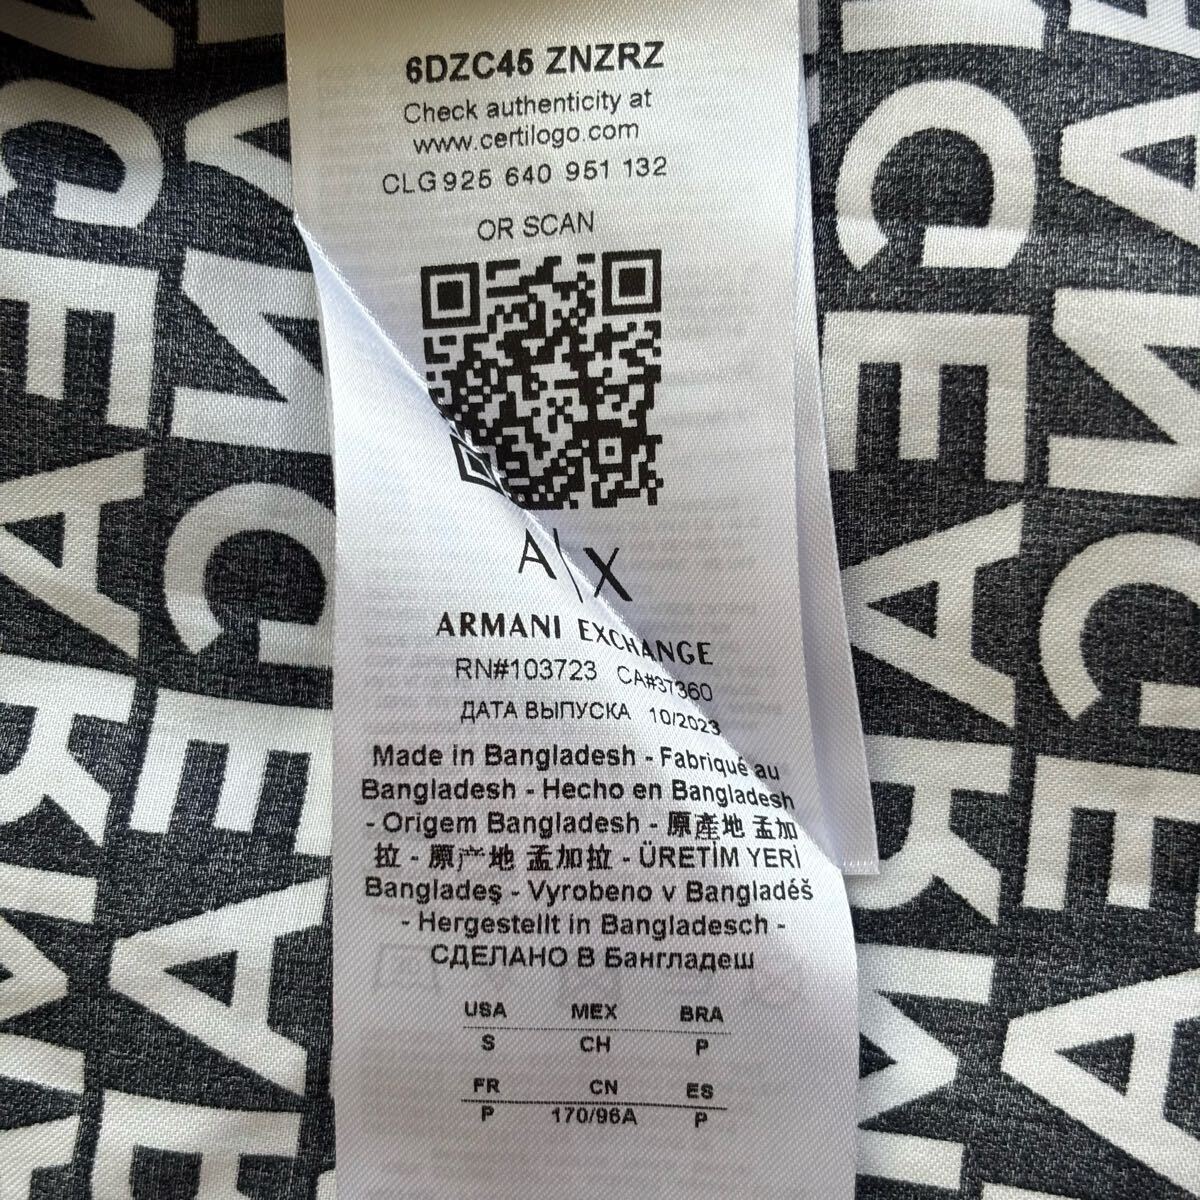 6DZC45 ZNZRZ
Check authenticity at
www.certilogo.com
CLG 925 640 951 132
OR SCAN
A|X
ARMANI EXCHANGE
RN#103723 CA#37360
ДАТА ВЫПУСКА 10/2023
Made in Bangladesh - Fabriqué au
Bangladesh - Hecho en Bangladesh
- Origem Bangladesh - 原產地 孟加
拉 - 原产地 孟加拉 - ÜRETİM YERİ
Bangladeş - Vyrobeno v Bangladéš
- Hergestellt in Bangladesch -
СДЕЛАНО В Бангладеш
USA MEX BRA
S CH P
FR CN ES
P 170/96A P